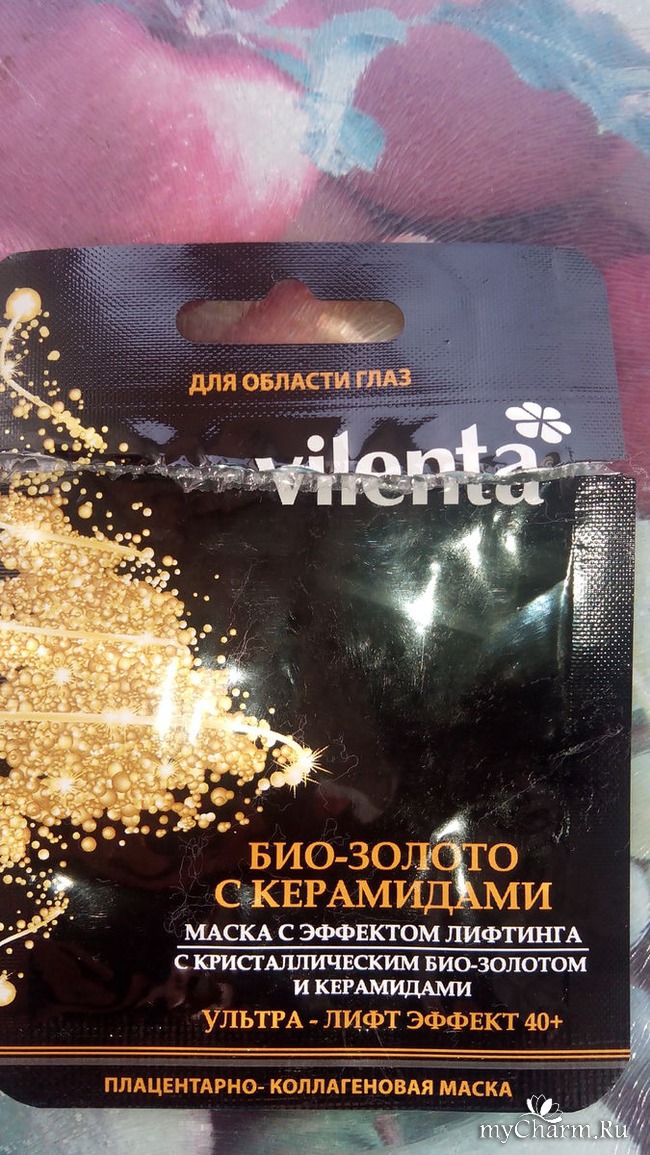 ДЛЯ ОБЛАСТИ ГЛАЗ
vilenta
БИО-ЗОЛОТО
С КЕРАМИДАМИ
МАСКА С ЭФФЕКТОМ ЛИФТИНГА
С КРИСТАЛЛИЧЕСКИМ БИО-ЗОЛОТОМ
И КЕРАМИДАМИ
УЛЬТРА - ЛИФТ ЭФФЕКТ 40+
ПЛАЦЕНТАРНО- КОЛЛАГЕНОВАЯ МАСКА
myCharm.Ru